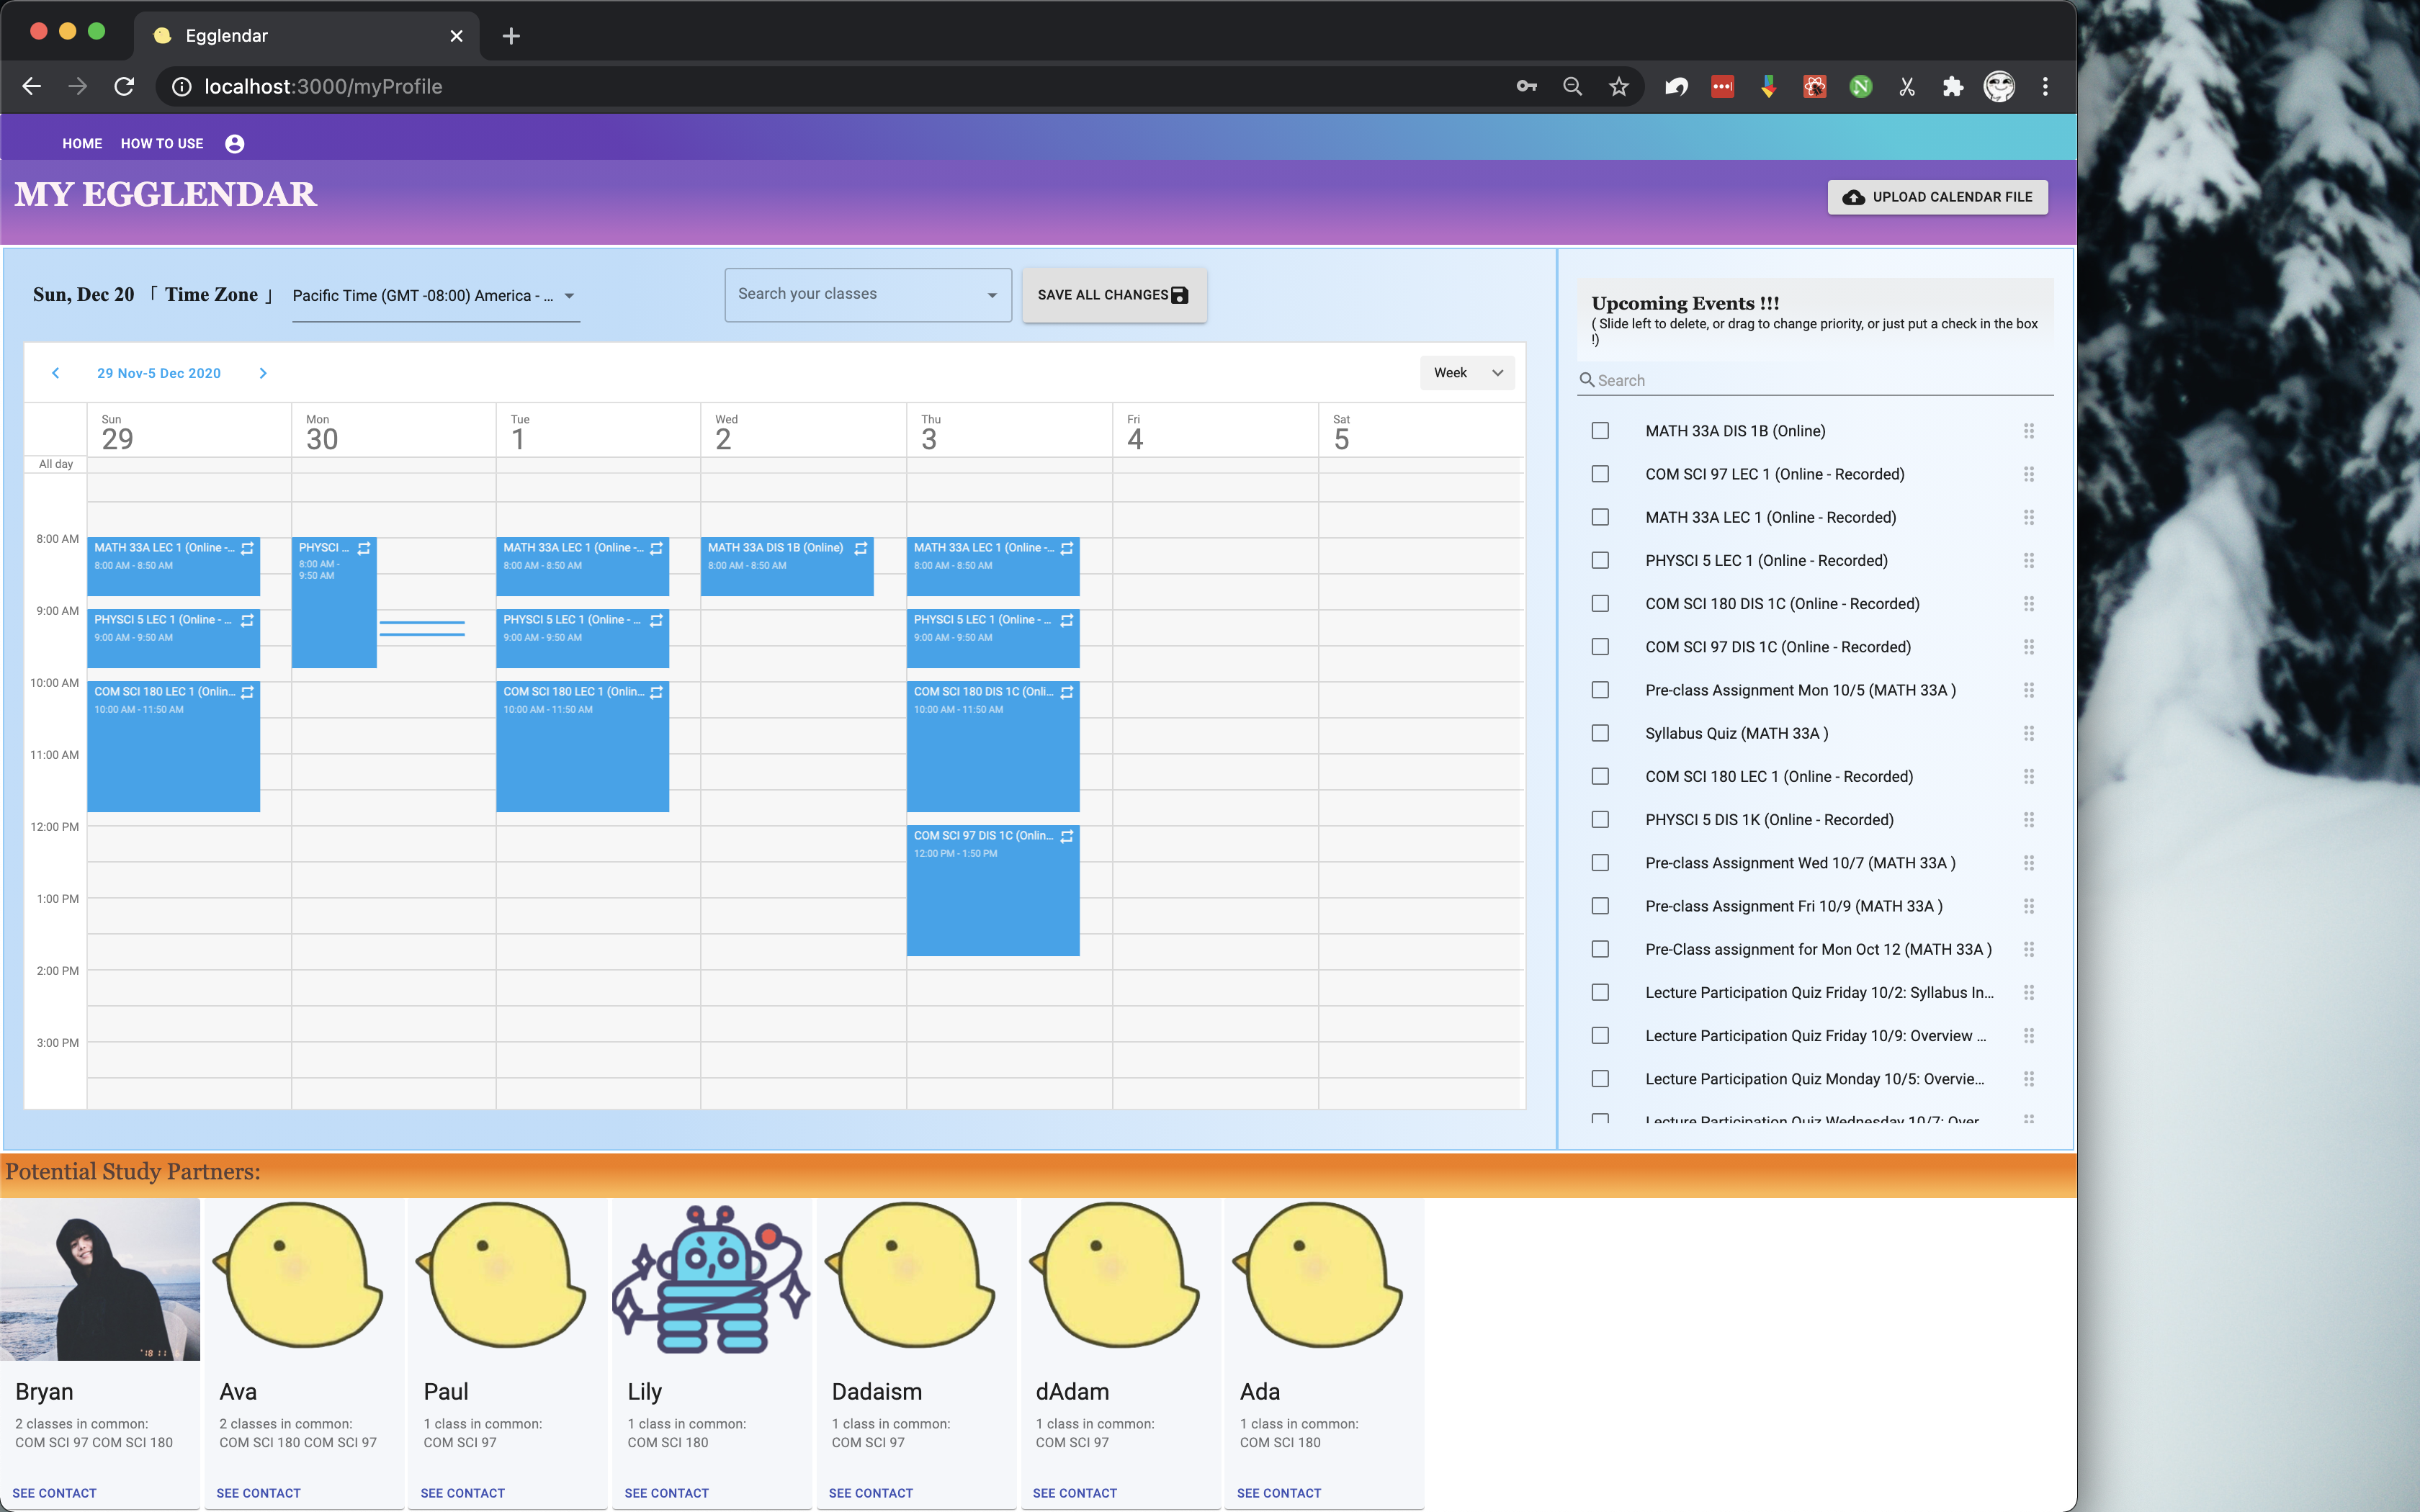 Egglendar
localhost:3000/myProfile
HOME HOW TO USE
MY EGGLENDAR
UPLOAD CALENDAR FILE
Sun, Dec 20 「 Time Zone 」 Pacific Time (GMT -08:00) America - ...
Search your classes
SAVE ALL CHANGES
29 Nov-5 Dec 2020
Week
Sun Mon Tue Wed Thu Fri Sat
29 30 1 2 3 4 5
All day
8:00 AM
9:00 AM
10:00 AM
11:00 AM
12:00 PM
1:00 PM
2:00 PM
3:00 PM
MATH 33A LEC 1 (Online -...
8:00 AM - 8:50 AM
PHYSCI 5 LEC 1 (Online - ...
9:00 AM - 9:50 AM
COM SCI 180 LEC 1 (Onlin...
10:00 AM - 11:50 AM
PHYSCI ...
8:00 AM -
9:50 AM
MATH 33A LEC 1 (Online -...
8:00 AM - 8:50 AM
PHYSCI 5 LEC 1 (Online - ...
9:00 AM - 9:50 AM
COM SCI 180 LEC 1 (Onlin...
10:00 AM - 11:50 AM
MATH 33A DIS 1B (Online)
8:00 AM - 8:50 AM
MATH 33A LEC 1 (Online -...
8:00 AM - 8:50 AM
PHYSCI 5 LEC 1 (Online - ...
9:00 AM - 9:50 AM
COM SCI 180 DIS 1C (Onli...
10:00 AM - 11:50 AM
COM SCI 97 DIS 1C (Onlin...
12:00 PM - 1:50 PM
Upcoming Events !!!
( Slide left to delete, or drag to change priority, or just put a check in the box
!)
Search
MATH 33A DIS 1B (Online)
COM SCI 97 LEC 1 (Online - Recorded)
MATH 33A LEC 1 (Online - Recorded)
PHYSCI 5 LEC 1 (Online - Recorded)
COM SCI 180 DIS 1C (Online - Recorded)
COM SCI 97 DIS 1C (Online - Recorded)
Pre-class Assignment Mon 10/5 (MATH 33A )
Syllabus Quiz (MATH 33A )
COM SCI 180 LEC 1 (Online - Recorded)
PHYSCI 5 DIS 1K (Online - Recorded)
Pre-class Assignment Wed 10/7 (MATH 33A )
Pre-class Assignment Fri 10/9 (MATH 33A )
Pre-Class assignment for Mon Oct 12 (MATH 33A )
Lecture Participation Quiz Friday 10/2: Syllabus In...
Lecture Participation Quiz Friday 10/9: Overview ...
Lecture Participation Quiz Monday 10/5: Overvie...
Lecture Participation Quiz Wednesday 10/7: Over
Potential Study Partners:
'18 11
Bryan
2 classes in common:
COM SCI 97 COM SCI 180
SEE CONTACT
Ava
2 classes in common:
COM SCI 180 COM SCI 97
SEE CONTACT
Paul
1 class in common:
COM SCI 97
SEE CONTACT
Lily
1 class in common:
COM SCI 180
SEE CONTACT
Dadaism
1 class in common:
COM SCI 97
SEE CONTACT
dAdam
1 class in common:
COM SCI 97
SEE CONTACT
Ada
1 class in common:
COM SCI 180
SEE CONTACT